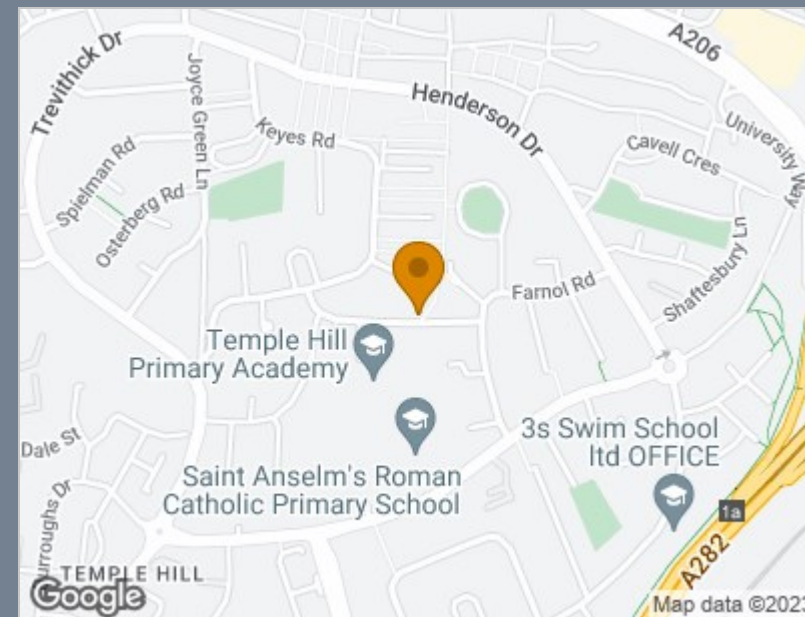 A206
Trevithick Dr
Joyce Green Ln
Henderson Dr
University Way
Keyes Rd
Cavell Cres
Spielman Rd
Osterberg Rd
Shaftesbury Ln
Farnol Rd
Temple Hill
Primary Academy
3s Swim School
ltd OFFICE
Dale St
Saint Anselm's Roman
Catholic Primary School
1a
urroughs Dr
A282
TEMPLE HILL
Google
Map data ©2023